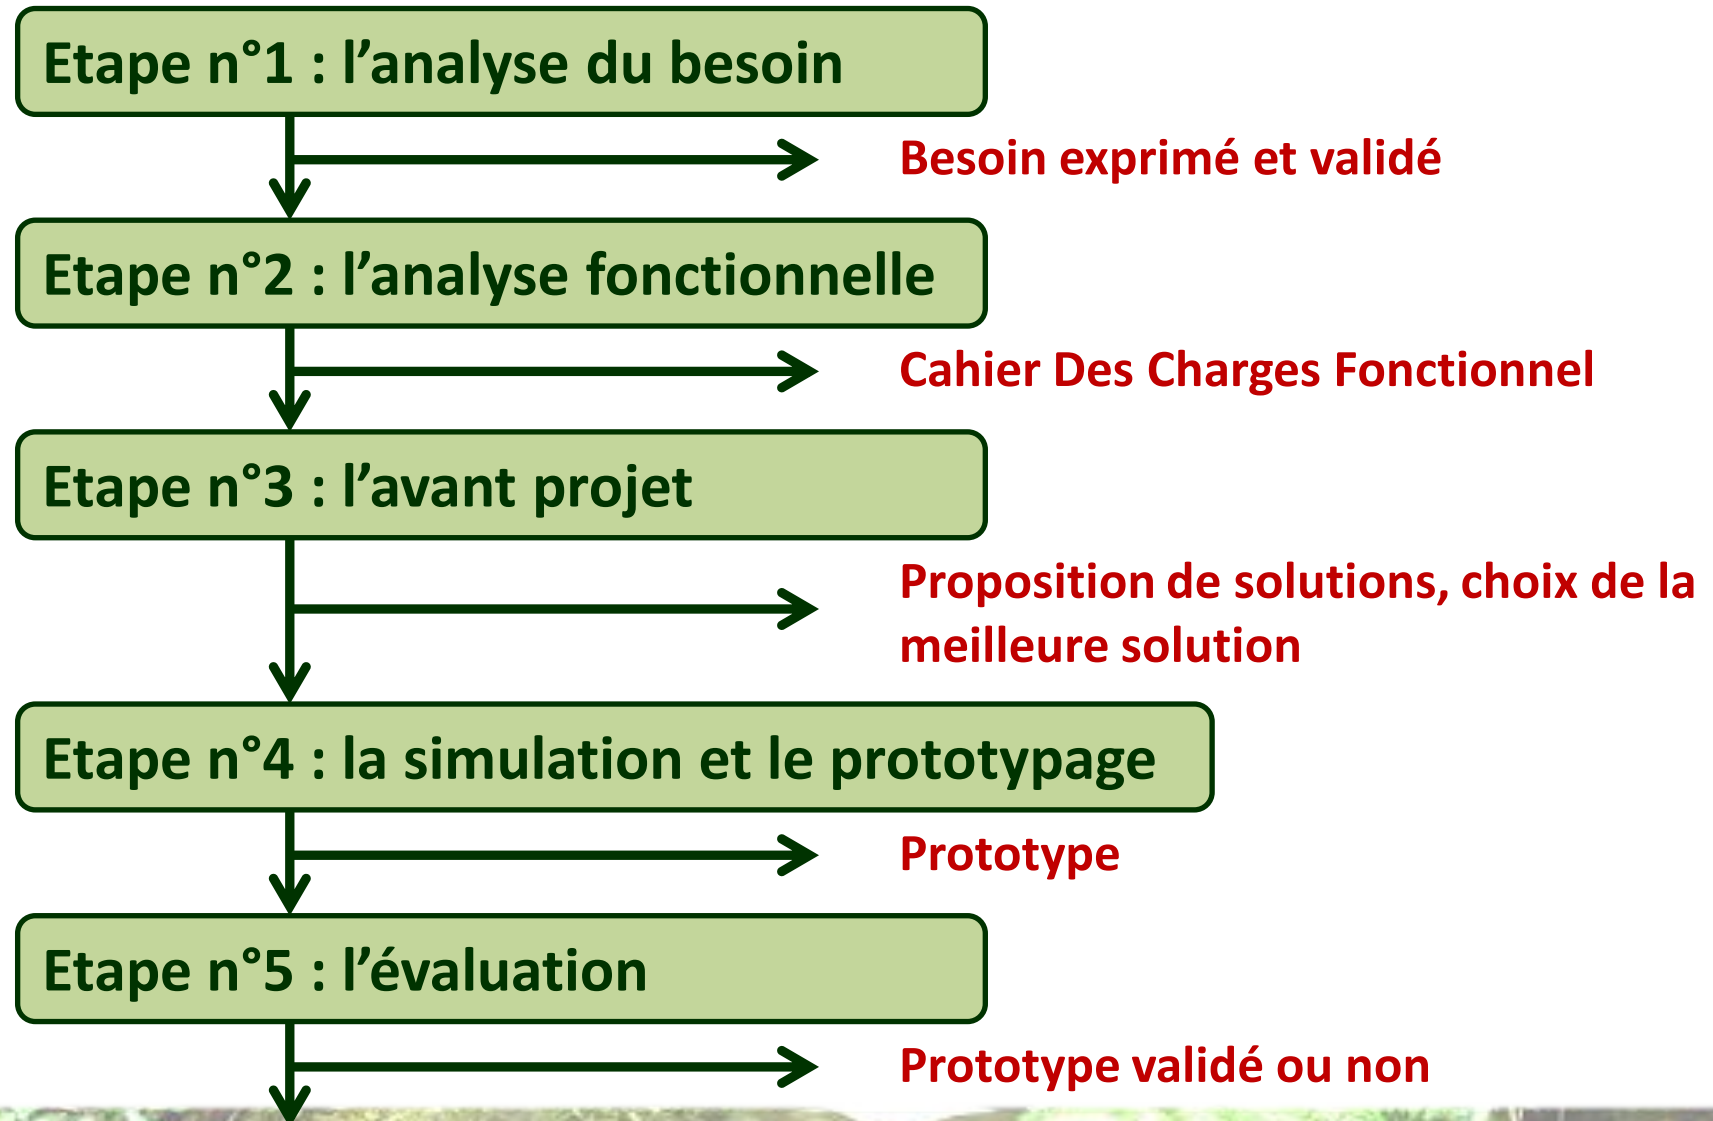 Etape n°1 : l’analyse du besoin
Besoin exprimé et validé
Etape n°2 : l’analyse fonctionnelle
Cahier Des Charges Fonctionnel
Etape n°3 : l’avant projet
Proposition de solutions, choix de la
meilleure solution
Etape n°4 : la simulation et le prototypage
Prototype
Etape n°5 : l’évaluation
Prototype validé ou non